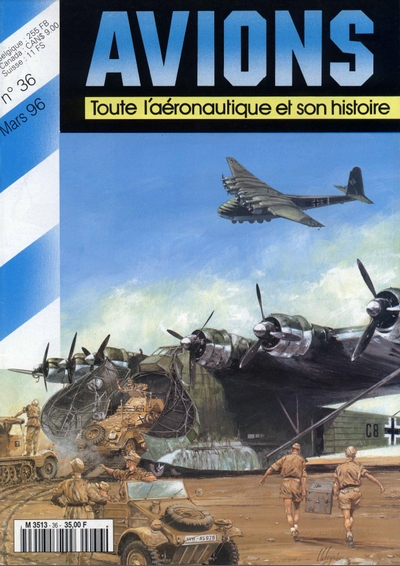 Belgique : 255 FB
Canada : CAN$ 9.00
Suisse : 11 FS
n° 36
Mars 96
AVIONS
Toute l'aéronautique et son histoire
C8
M 3513 - 36 - 35,00 F